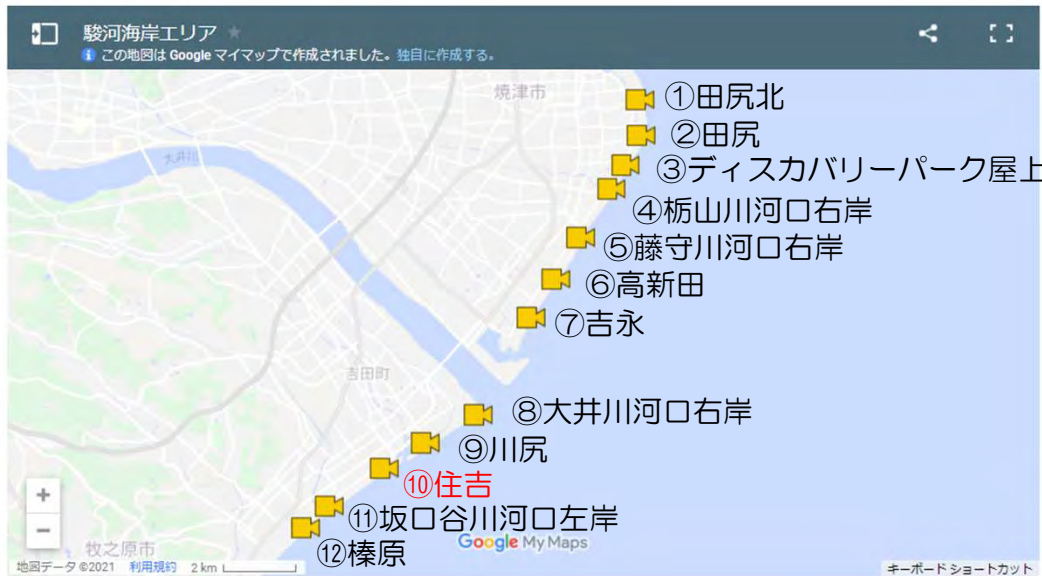 駿河海岸エリア
この地図は Google マイマップで作成されました。独自に作成する。
焼津市
①田尻北
②田尻
大井川
③ディスカバリーパーク屋上
④栃山川河口右岸
⑤藤守川河口右岸
⑥高新田
⑦吉永
吉田町
⑧大井川河口右岸
⑨川尻
⑩住吉
⑪坂口谷川河口左岸
⑫榛原
牧之原市
Google My Maps
地図データ ©2021 利用規約 2 km
キーボード ショートカット